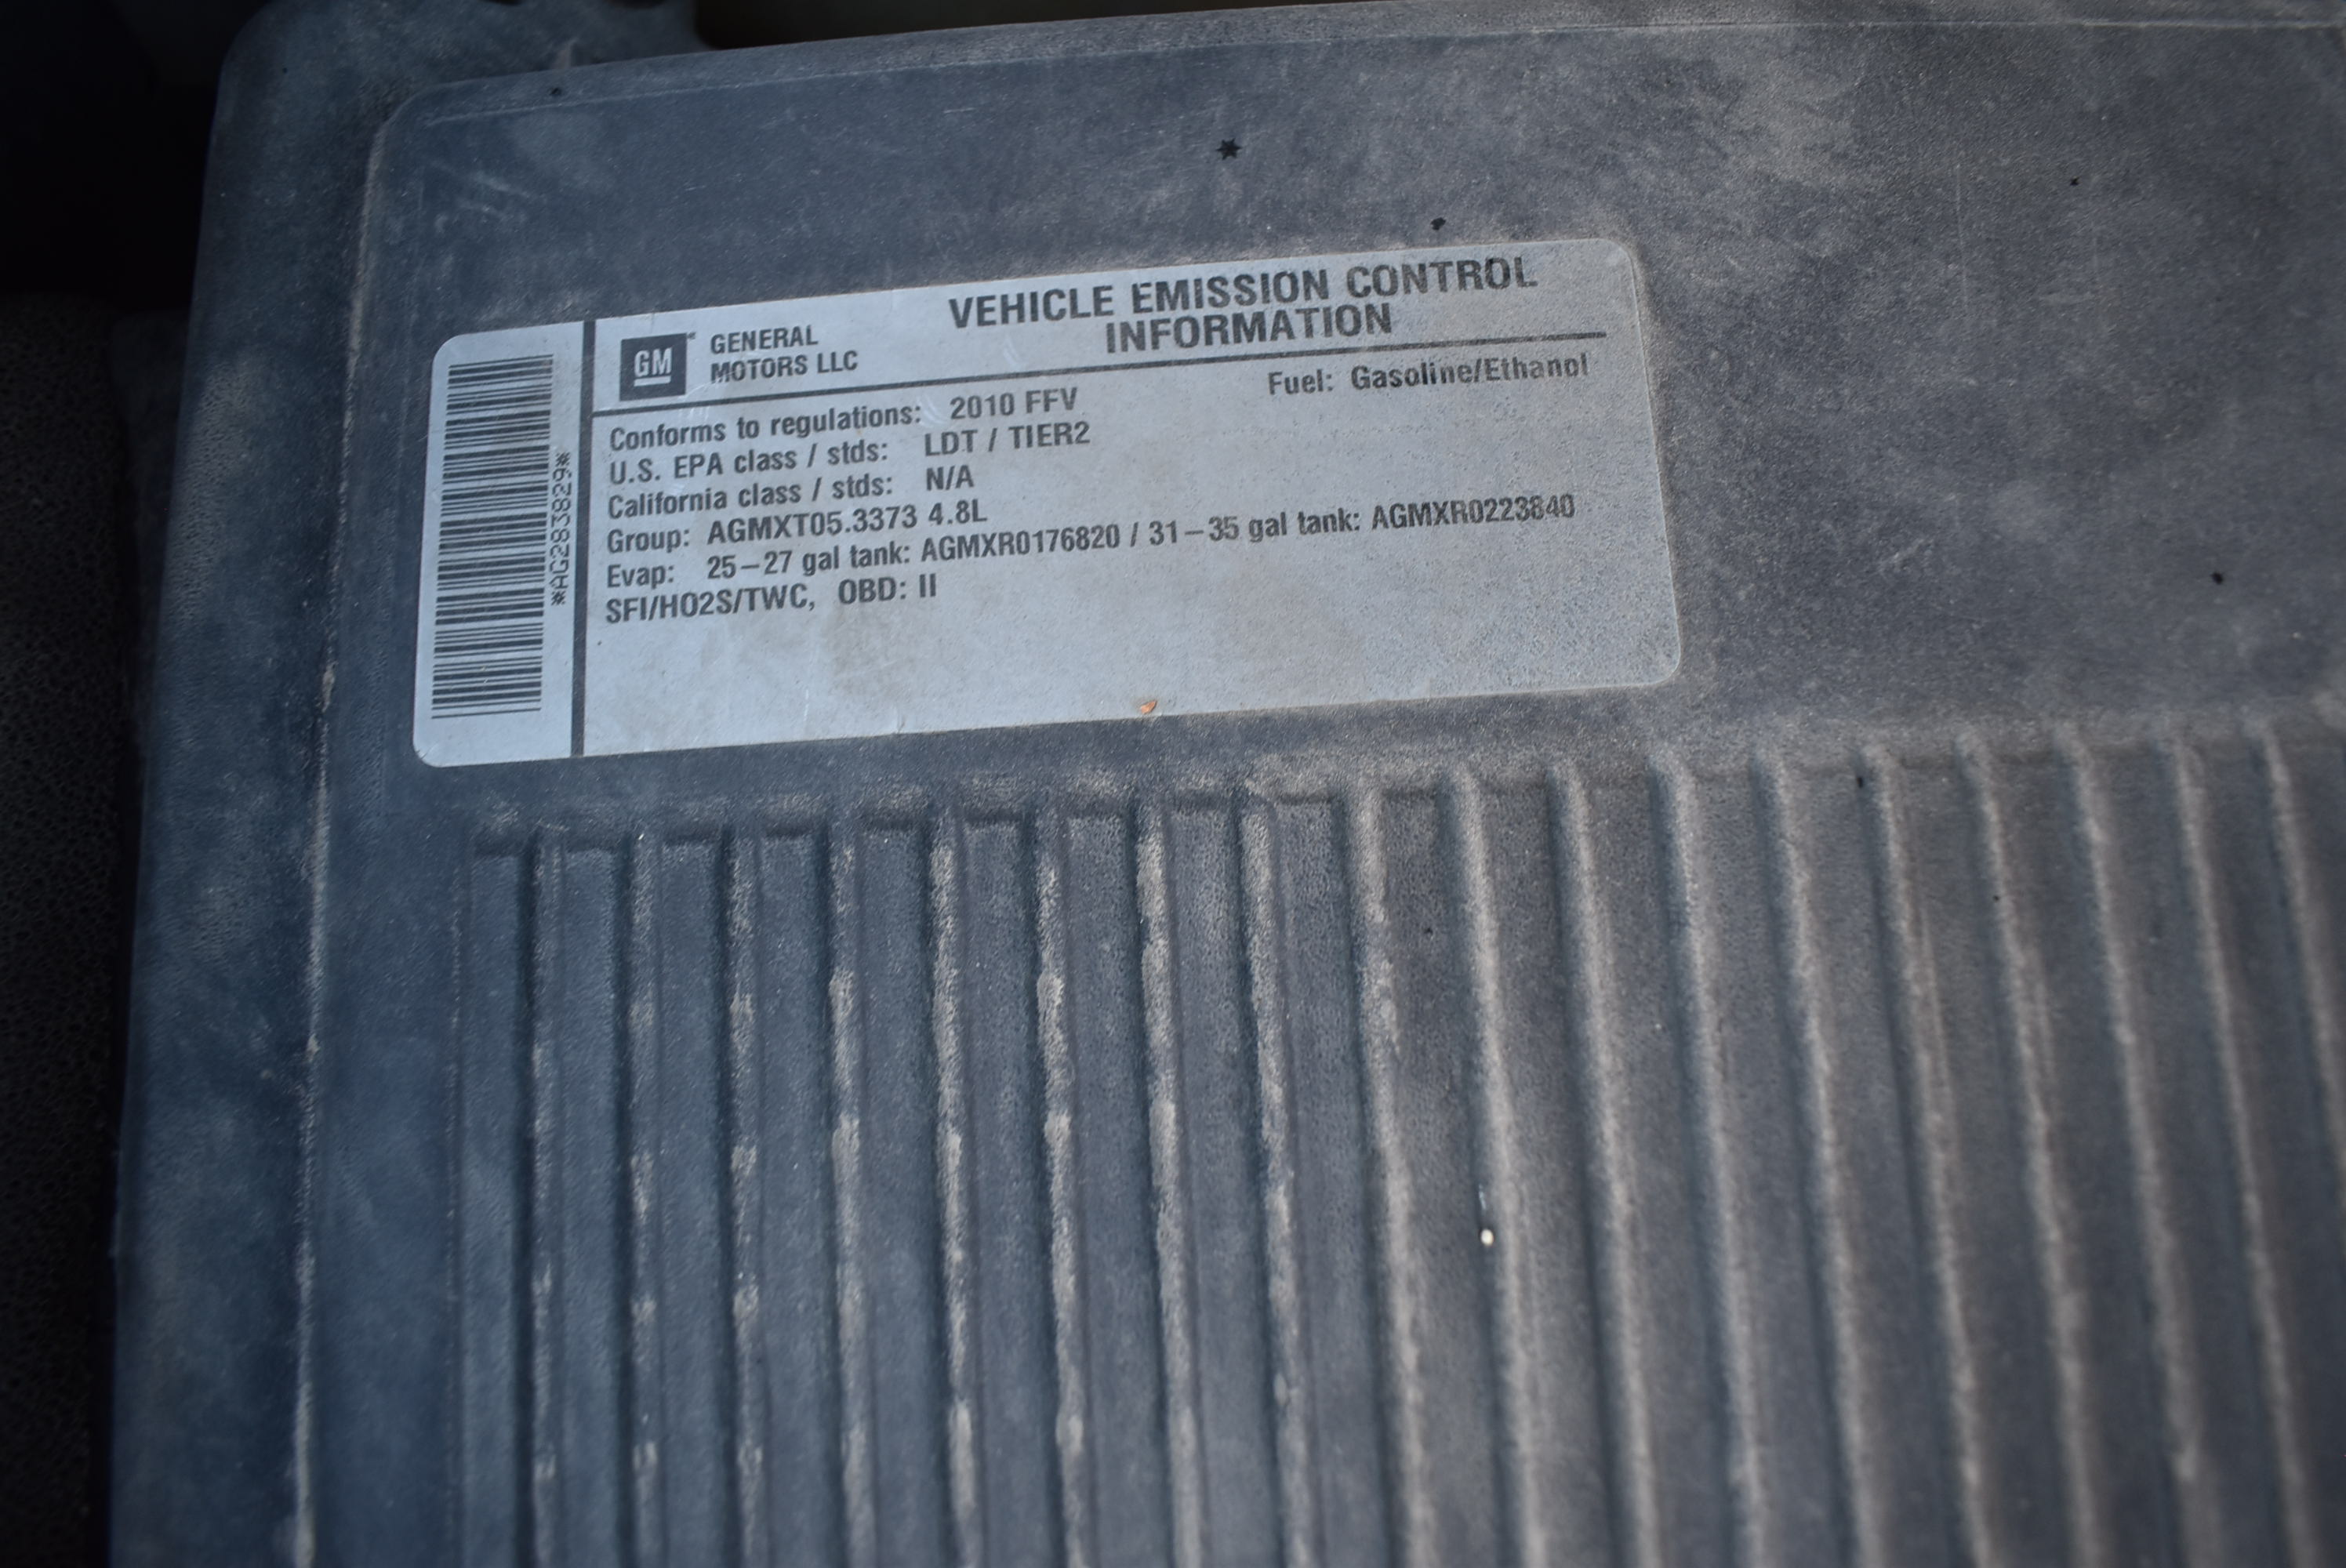 VEHICLE EMISSION CONTROL
INFORMATION
GM
GENERAL
MOTORS LLC
Fuel: Gasoline/Ethanol
Conforms to regulations: 2010 FFV
U.S. EPA class / stds: LDT / TIER2
California class / stds: N/A
Group: AGMXT05.3373 4.8L
Evap: 25-27 gal tank: AGMXR0176820 / 31-35 gal tank: AGMXR0223840
SFI/HO2S/TWC, OBD: II
*AG283829*